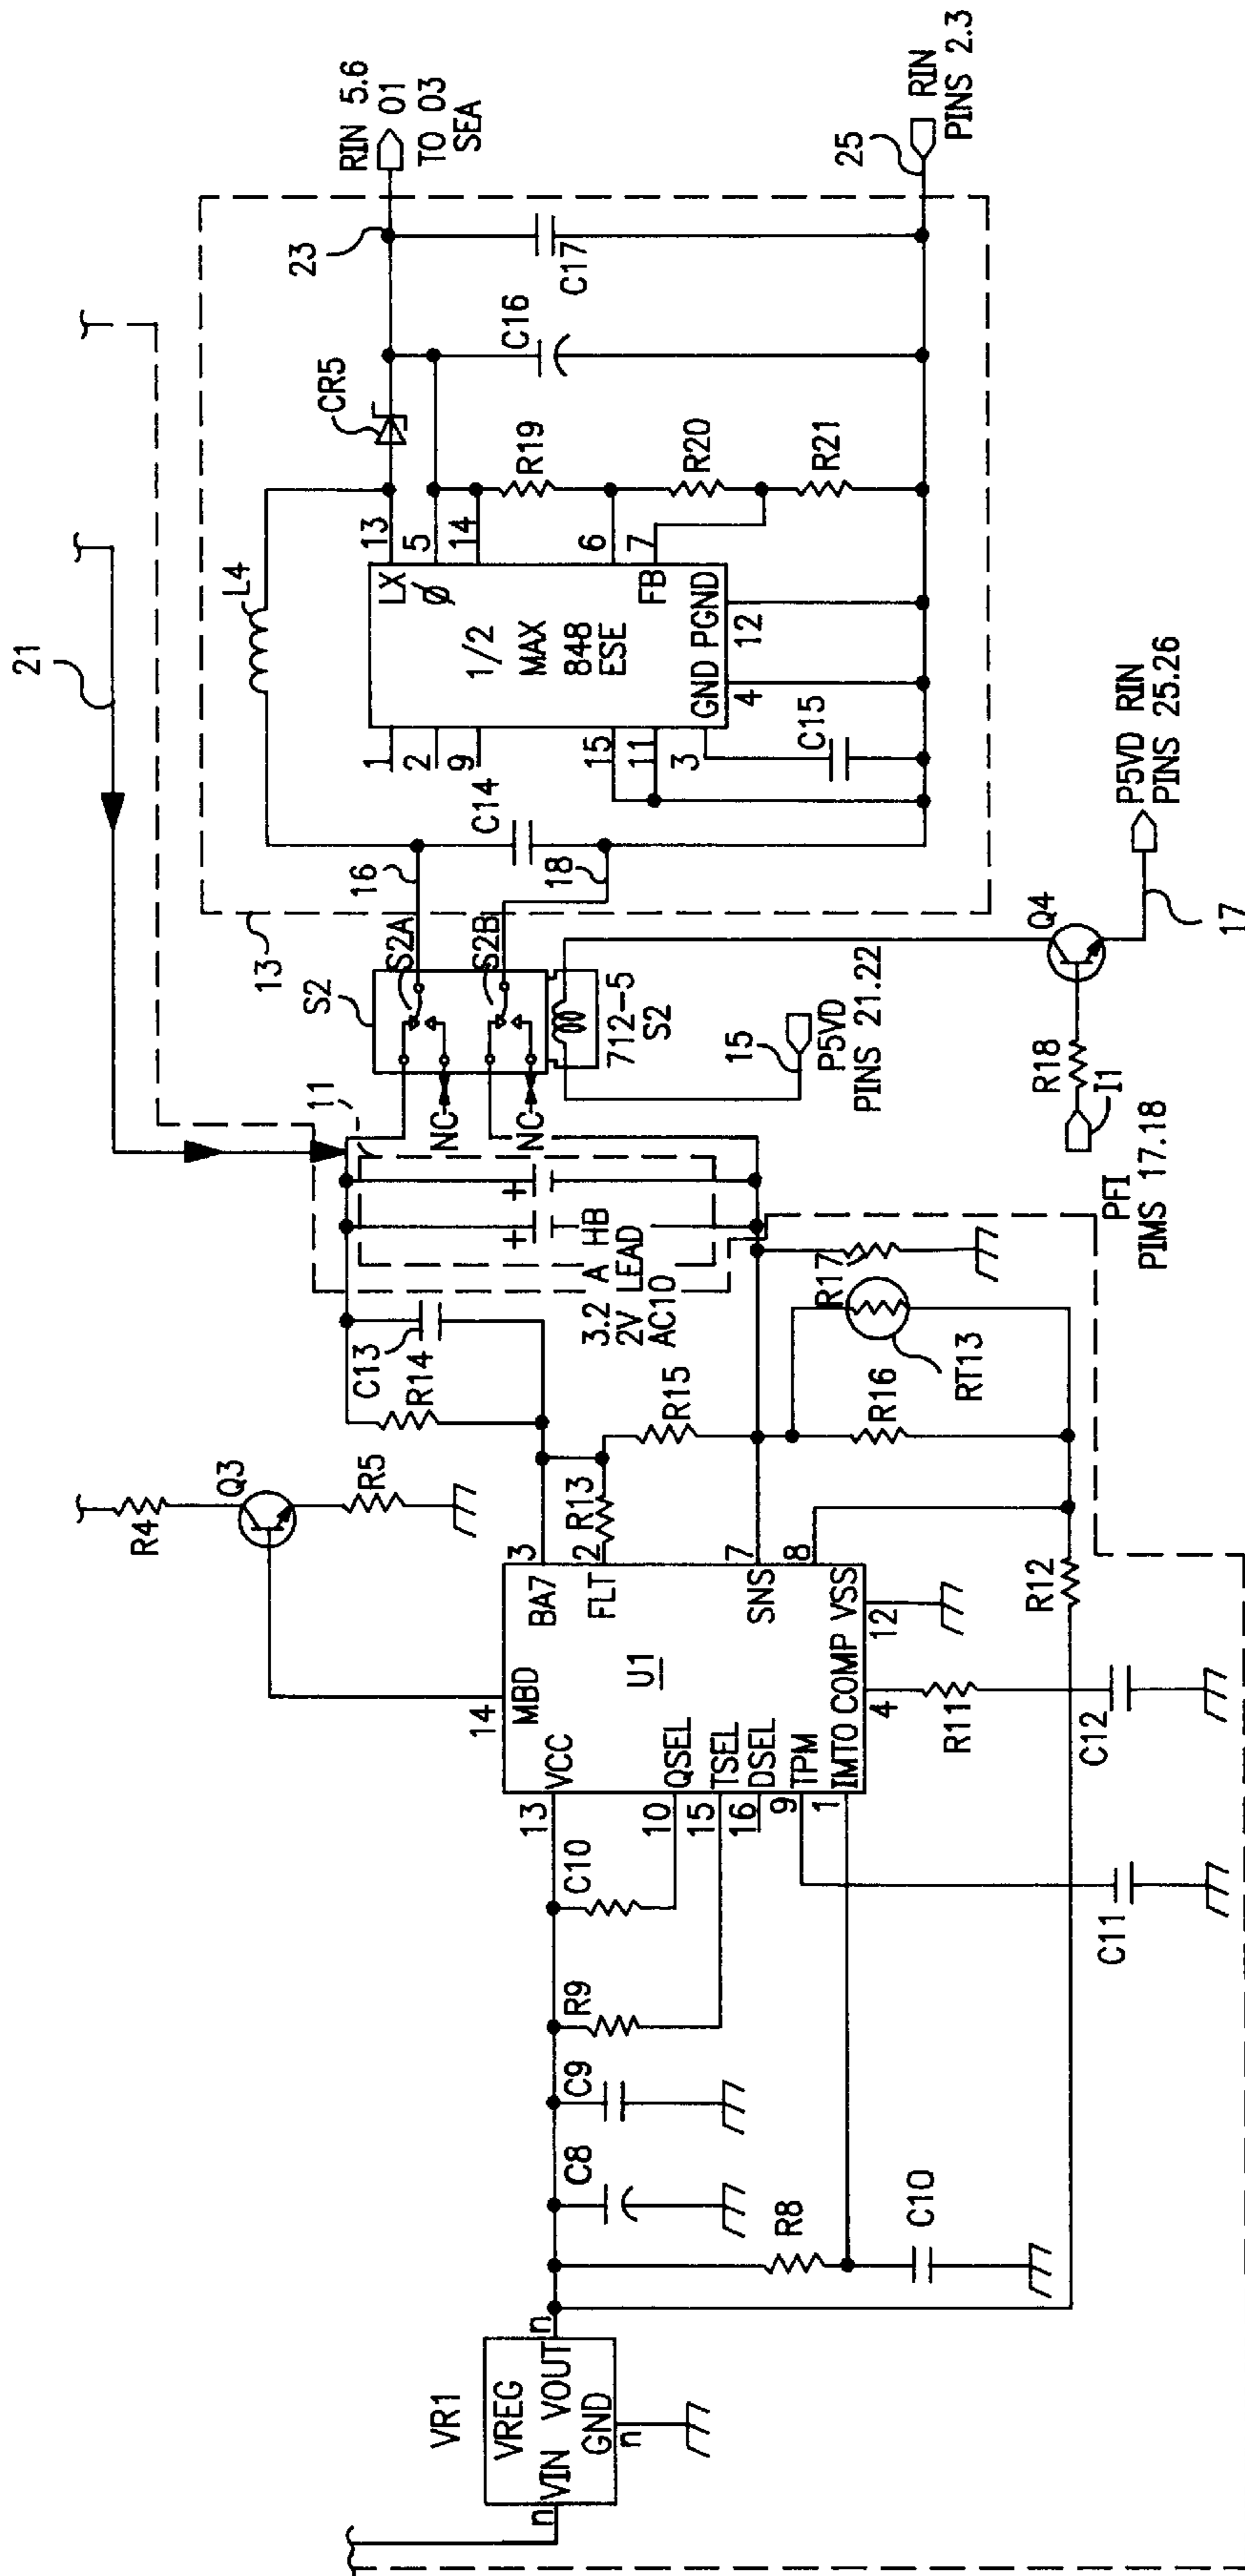 VR1
n
VREG
VIN
VOUT
GND
n
n
R8
C10
C8
C9
R9
C10
C11
13
10
15
16
9
1
14
VCC
MBD
QSEL
TSEL
DSEL
TPM
IMTO
COMP
VSS
U1
BA7
FLT
SNS
3
2
7
8
4
12
R11
C12
R12
R4
Q3
R5
R13
R14
C13
R15
R16
RT13
R17
3.2 A HB
2V LEAD
AC10
+
+
11
NC
NC
21
S2
S2A
S2B
712-5
S2
15
P5VD
PINS 21.22
PFI
PIMS 17.18
I1
R18
Q4
17
P5VD RIN
PINS 25.26
13
16
18
C14
L4
1
2
9
15
11
3
C15
1/2
MAX
848
ESE
LX
Ø
FB
GND
PGND
4
12
13
5
14
6
7
R19
R20
R21
CR5
C16
C17
23
RIN 5.6
O1
TO O3
SEA
25
RIN
PINS 2.3